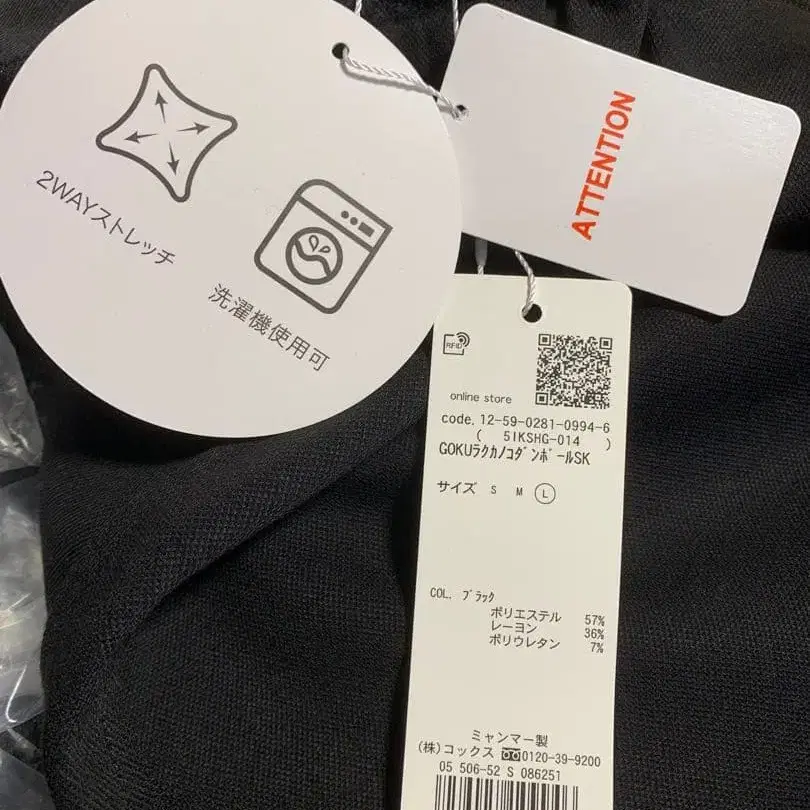 2WAYストレッチ
洗濯機使用可
ATTENTION
RFID
online store
code. 12-59-0281-0994-6
( 5IKSHG-014 )
GOKUﾗｸｶﾉｺﾀﾞﾝﾎﾞｰﾙSK
サイズ S M L
COL. ﾌﾞﾗｯｸ
ポリエステル 57%
レーヨン 36%
ポリウレタン 7%
ミャンマー製
(株)コックス 0120-39-9200
05 506-52 S 086251